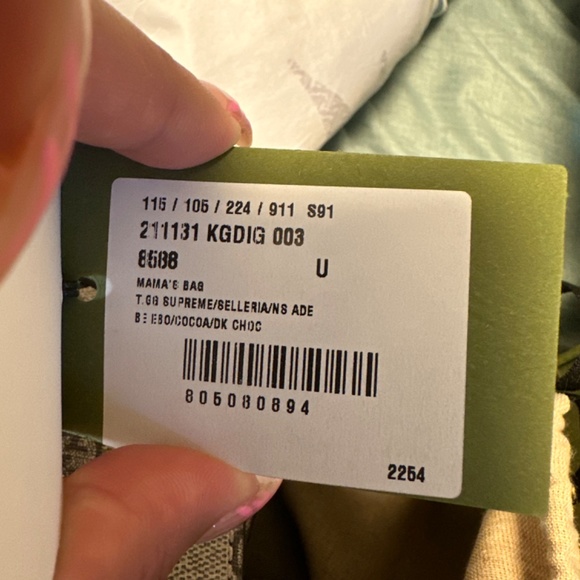 115 / 105 / 224 / 911 S91
211131 KGDIG 003
8588 U
MAMA'S BAG
T.GG SUPREME/SELLERIA/NS ADE
BE EBO/COCOA/DK CHOC
805080894
2254